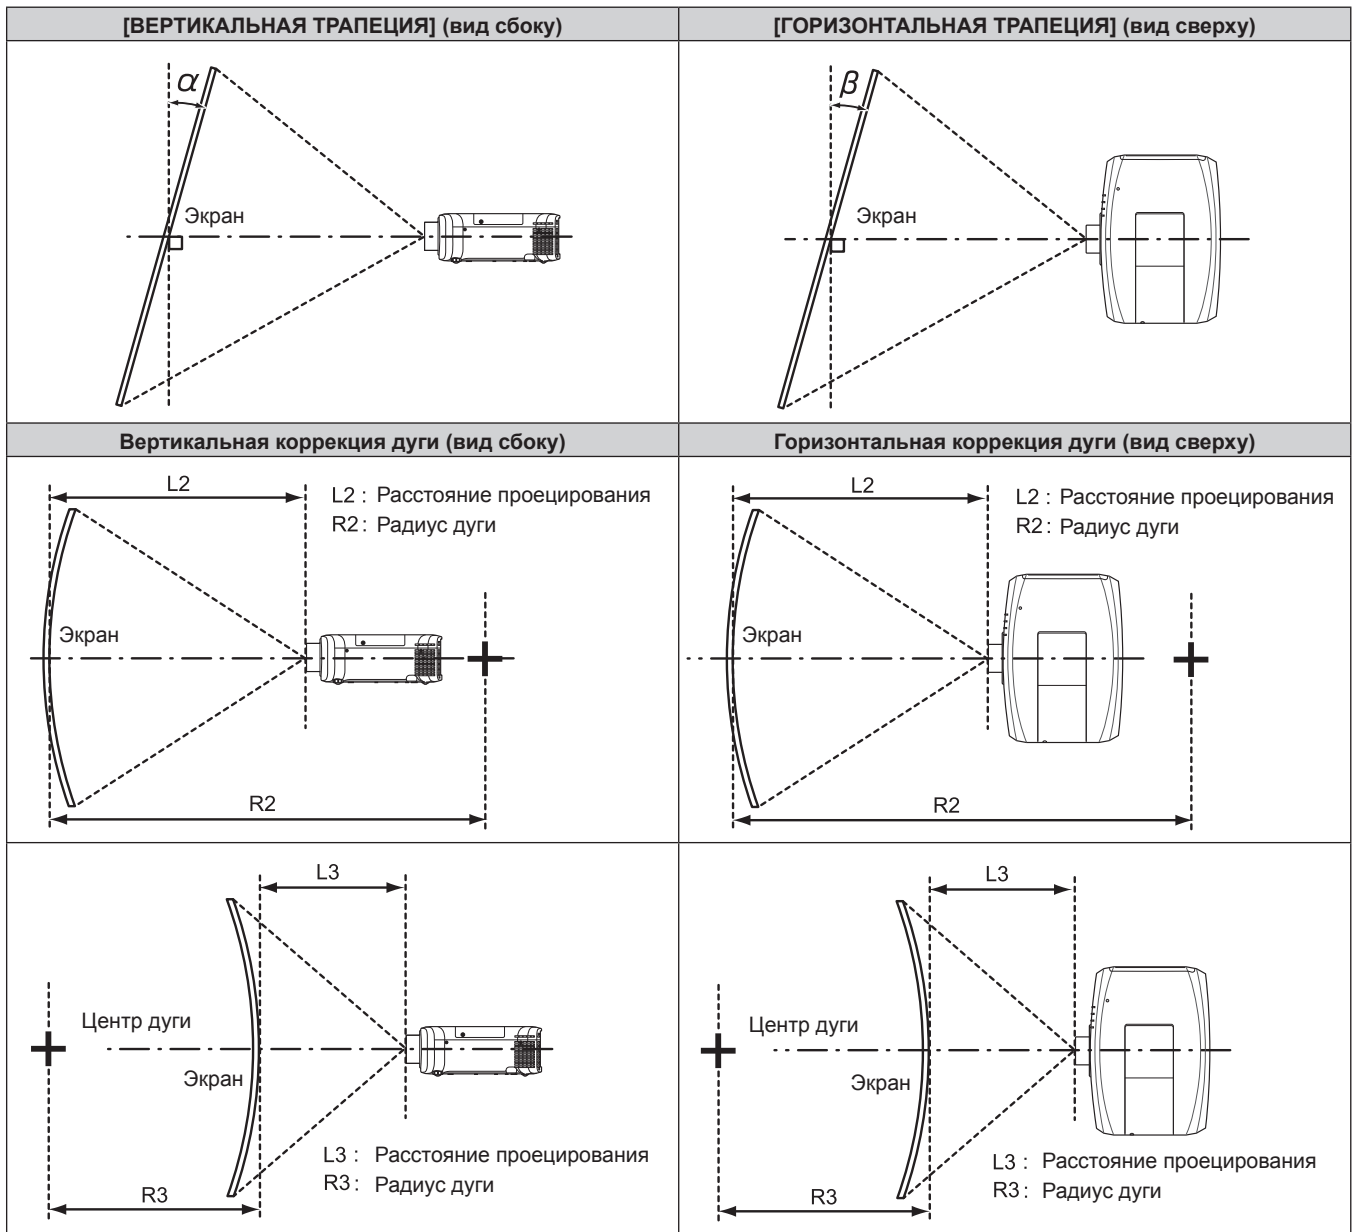 [ВЕРТИКАЛЬНАЯ ТРАПЕЦИЯ] (вид сбоку)
[ГОРИЗОНТАЛЬНАЯ ТРАПЕЦИЯ] (вид сверху)
α
Экран
β
Экран
Вертикальная коррекция дуги (вид сбоку)
Горизонтальная коррекция дуги (вид сверху)
L2
L2 : Расстояние проецирования
R2 : Радиус дуги
Экран
R2
L2
L2 : Расстояние проецирования
R2 : Радиус дуги
Экран
R2
L3
Центр дуги
Экран
L3 : Расстояние проецирования
R3 : Радиус дуги
R3
L3
Центр дуги
Экран
L3 : Расстояние проецирования
R3 : Радиус дуги
R3